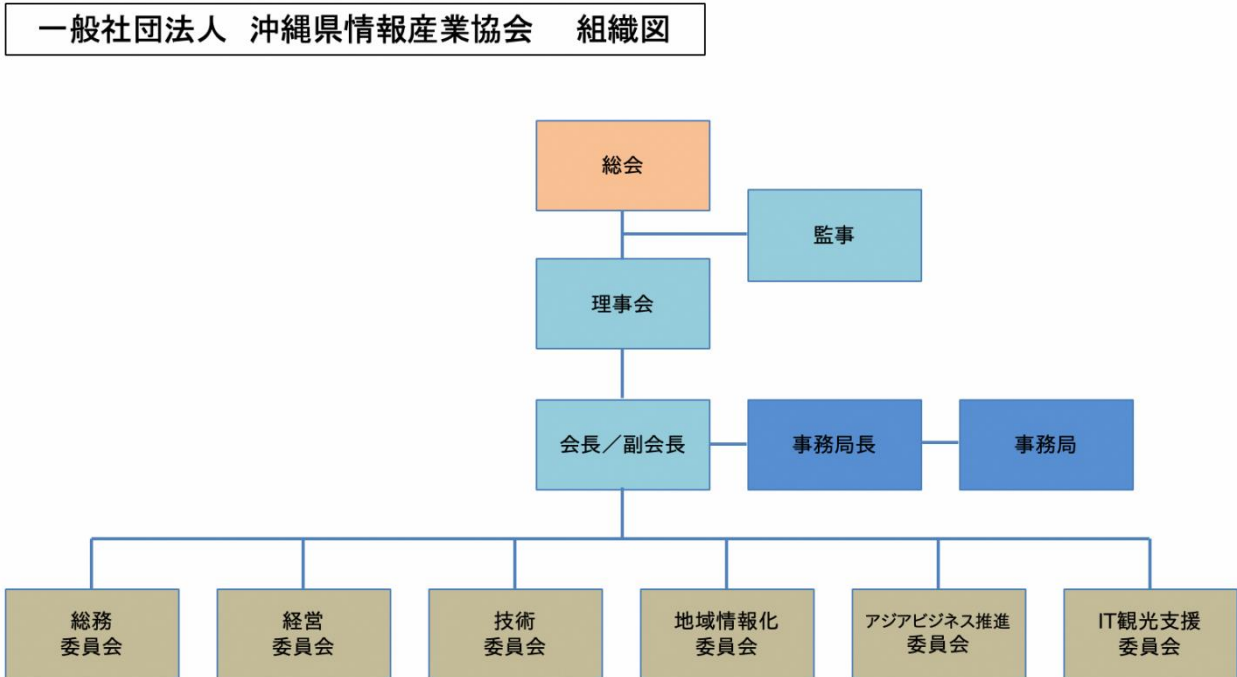 一般社団法人 沖縄県情報産業協会 組織図
総会
監事
理事会
会長／副会長
事務局長
事務局
総務
委員会
経営
委員会
技術
委員会
地域情報化
委員会
アジアビジネス推進
委員会
IT観光支援
委員会